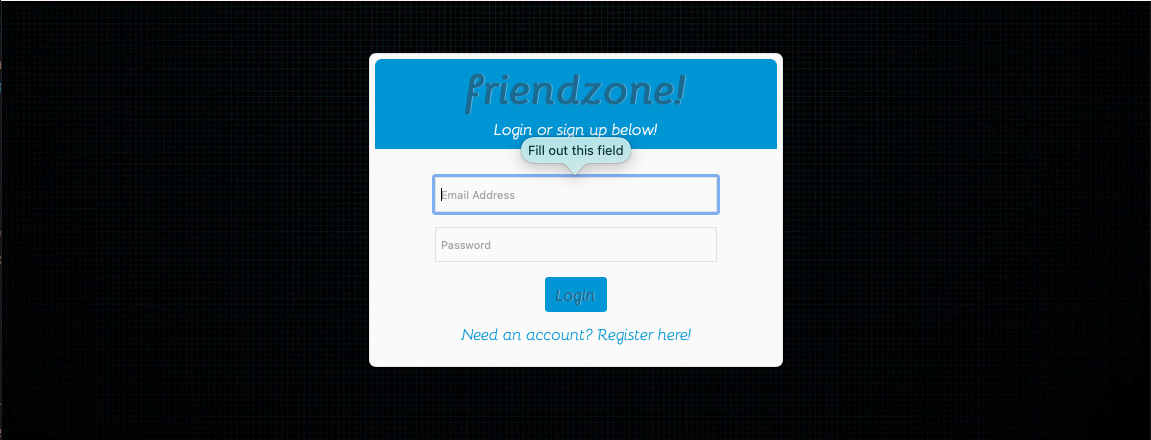 friendzone!
Login or sign up below!
Fill out this field
Email Address
Password
Login
Need an account? Register here!